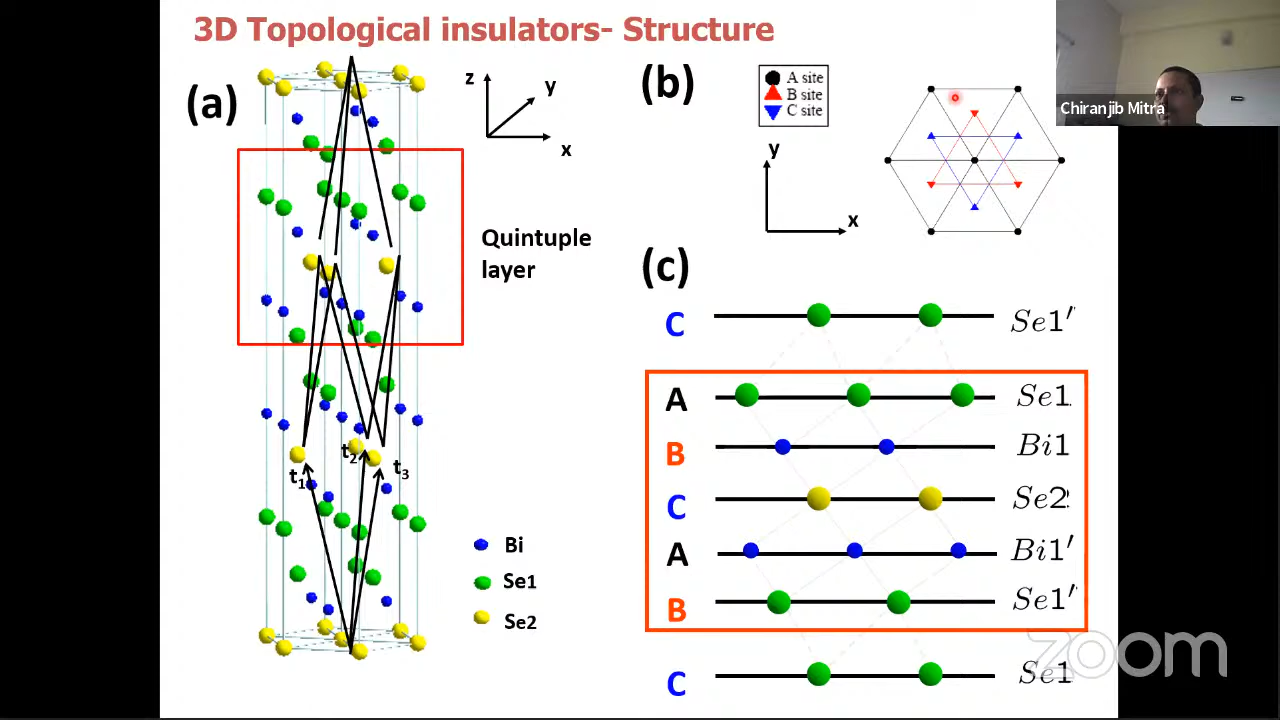 3D Topological insulators- Structure
(a)
z
y
x
Quintuple
layer
t1
t2
t3
Bi
Se1
Se2
(b)
A site
B site
C site
y
x
Chiranjib Mitra
(c)
C Se1′
A Se1
B Bi1
C Se2
A Bi1′
B Se1′
C Se1
zoom